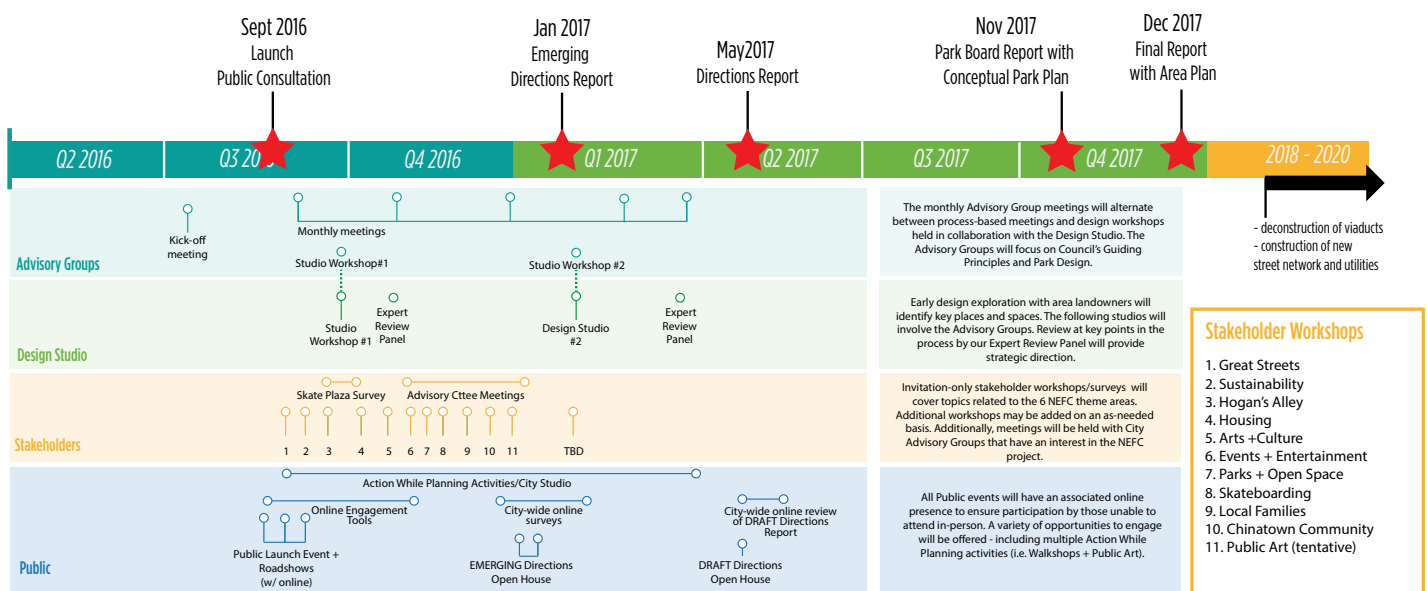 Sept 2016
Launch
Public Consultation
Jan 2017
Emerging
Directions Report
May2017
Directions Report
Nov 2017
Park Board Report with
Conceptual Park Plan
Dec 2017
Final Report
with Area Plan
Q2 2016
Q3 2016
Q4 2016
Q1 2017
Q2 2017
Q3 2017
Q4 2017
2018 - 2020
- deconstruction of viaducts
- construction of new
street network and utilities
Advisory Groups
Kick-off
meeting
Monthly meetings
Studio Workshop#1
Studio Workshop #2
The monthly Advisory Group meetings will alternate
between process-based meetings and design workshops
held in collaboration with the Design Studio. The
Advisory Groups will focus on Council's Guiding
Principles and Park Design.
Design Studio
Studio
Workshop #1
Expert
Review
Panel
Design Studio
#2
Expert
Review
Panel
Early design exploration with area landowners will
identify key places and spaces. The following studios will
involve the Advisory Groups. Review at key points in the
process by our Expert Review Panel will provide
strategic direction.
Stakeholders
Skate Plaza Survey
Advisory Cttee Meetings
1 2 3 4 5 6 7 8 9 10 11 TBD
Invitation-only stakeholder workshops/surveys will
cover topics related to the 6 NEFC theme areas.
Additional workshops may be added on an as-needed
basis. Additionally, meetings will be held with City
Advisory Groups that have an interest in the NEFC
project.
Public
Action While Planning Activities/City Studio
Online Engagement
Tools
City-wide online
surveys
City-wide online review
of DRAFT Directions
Report
Public Launch Event +
Roadshows
(w/ online)
EMERGING Directions
Open House
DRAFT Directions
Open House
All Public events will have an associated online
presence to ensure participation by those unable to
attend in-person. A variety of opportunities to engage
will be offered - including multiple Action While
Planning activities (i.e. Walkshops + Public Art).
Stakeholder Workshops
1. Great Streets
2. Sustainability
3. Hogan's Alley
4. Housing
5. Arts +Culture
6. Events + Entertainment
7. Parks + Open Space
8. Skateboarding
9. Local Families
10. Chinatown Community
11. Public Art (tentative)